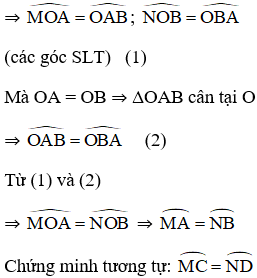 ⇒ \widehat{MOA} = \widehat{OAB}; \widehat{NOB} = \widehat{OBA}
(các góc SLT) (1)
Mà OA = OB ⇒ ΔOAB cân tại O
⇒ \widehat{OAB} = \widehat{OBA} (2)
Từ (1) và (2)
⇒ \widehat{MOA} = \widehat{NOB} ⇒ \overset{\frown}{MA} = \overset{\frown}{NB}
Chứng minh tương tự: \overset{\frown}{MC} = \overset{\frown}{ND}